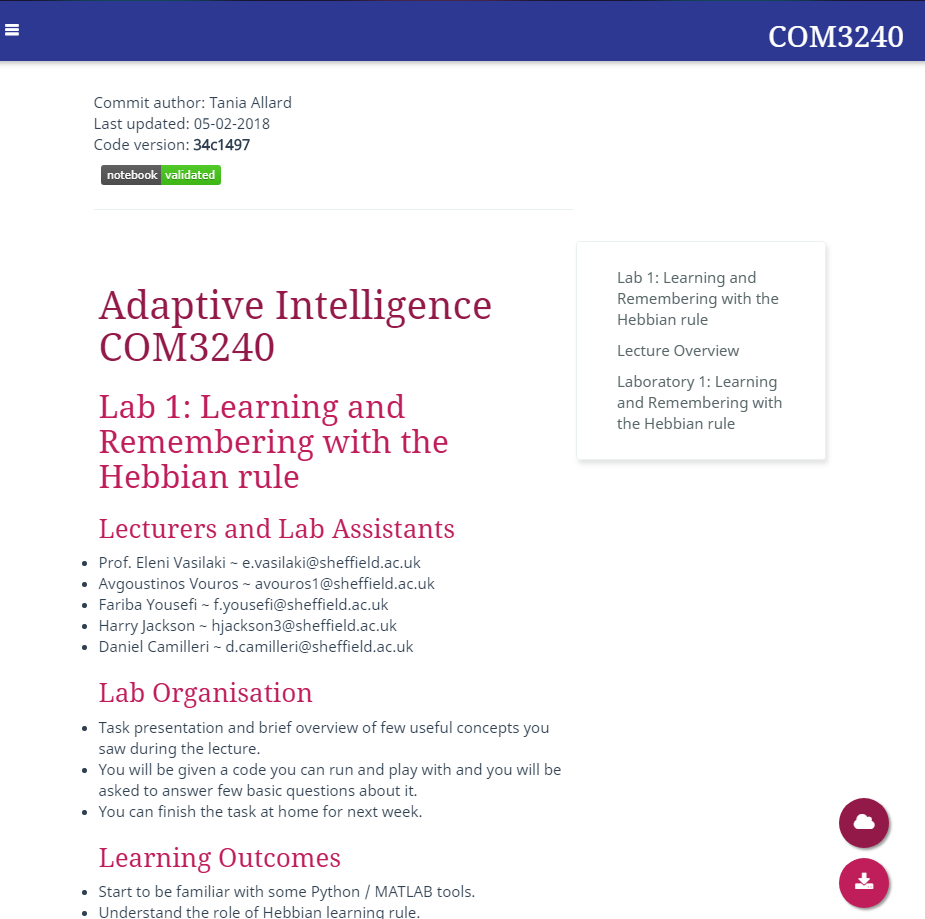 COM3240
Commit author: Tania Allard
Last updated: 05-02-2018
Code version: 34c1497
notebook validated
Adaptive Intelligence
COM3240
Lab 1: Learning and
Remembering with the
Hebbian rule
Lecturers and Lab Assistants
Prof. Eleni Vasilaki ~ e.vasilaki@sheffield.ac.uk
Avgoustinos Vouros ~ avouros1@sheffield.ac.uk
Fariba Yousefi ~ f.yousefi@sheffield.ac.uk
Harry Jackson ~ hjackson3@sheffield.ac.uk
Daniel Camilleri ~ d.camilleri@sheffield.ac.uk
Lab Organisation
Task presentation and brief overview of few useful concepts you
saw during the lecture.
You will be given a code you can run and play with and you will be
asked to answer few basic questions about it.
You can finish the task at home for next week.
Learning Outcomes
Start to be familiar with some Python / MATLAB tools.
Understand the role of Hebbian learning rule.
Lab 1: Learning and
Remembering with the
Hebbian rule
Lecture Overview
Laboratory 1: Learning
and Remembering with
the Hebbian rule